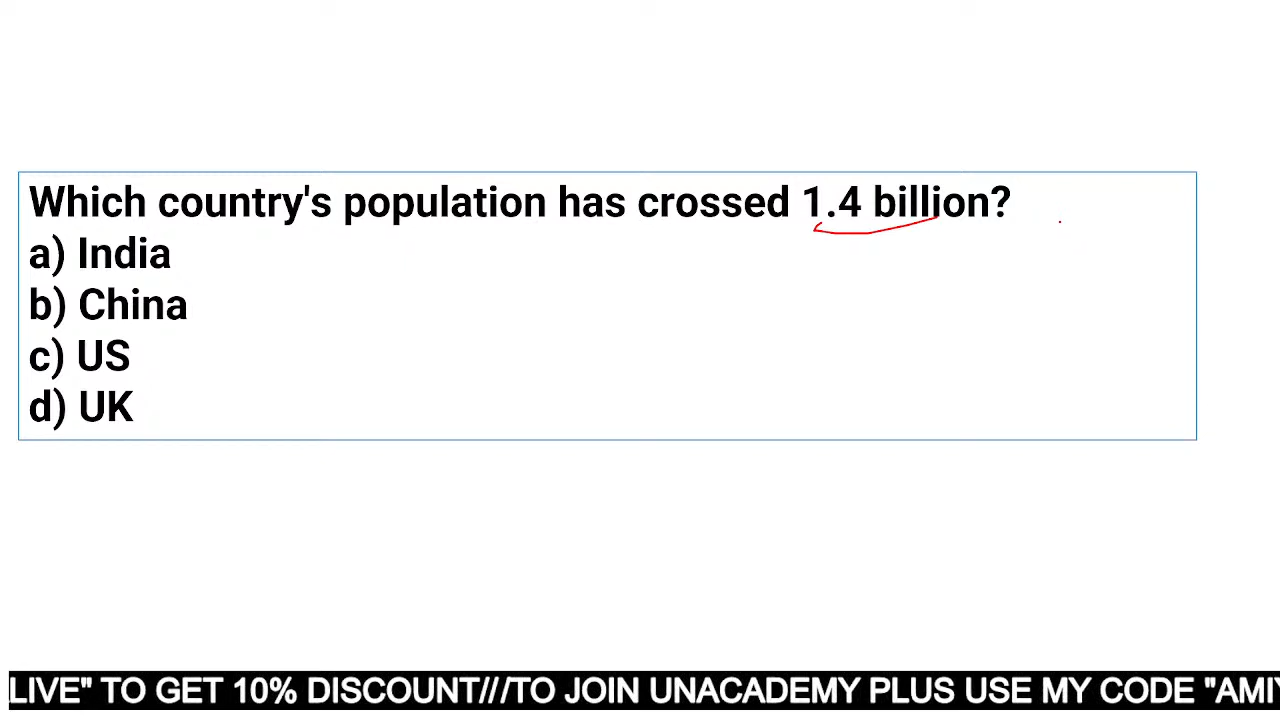 Which country's population has crossed 1.4 billion?
a) India
b) China
c) US
d) UK
LIVE" TO GET 10% DISCOUNT///TO JOIN UNACADEMY PLUS USE MY CODE "AMI